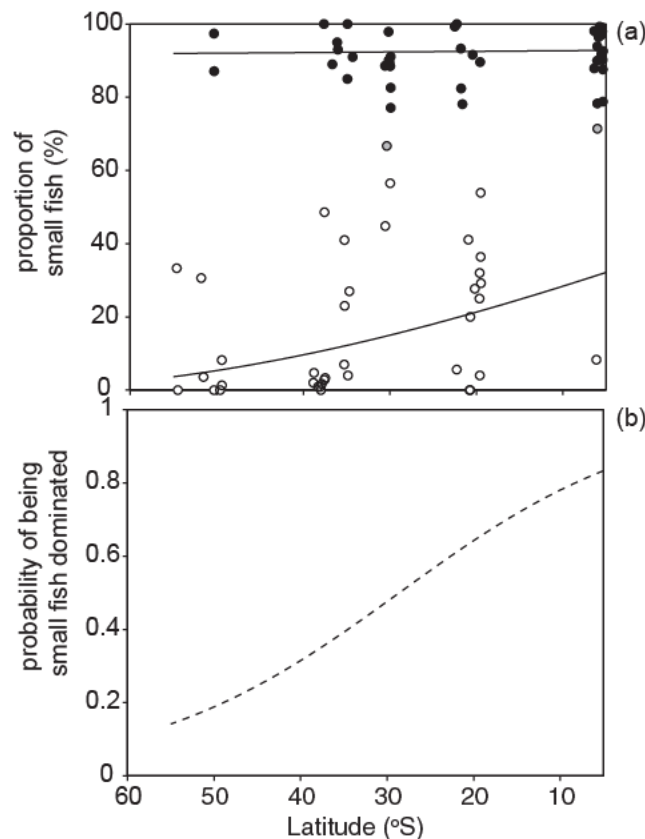 100
(a)
80
60
40
20
0
proportion of
small fish (%)
1
(b)
0.8
0.6
0.4
0.2
0
probability of being
small fish dominated
60
50
40
30
20
10
Latitude (°S)